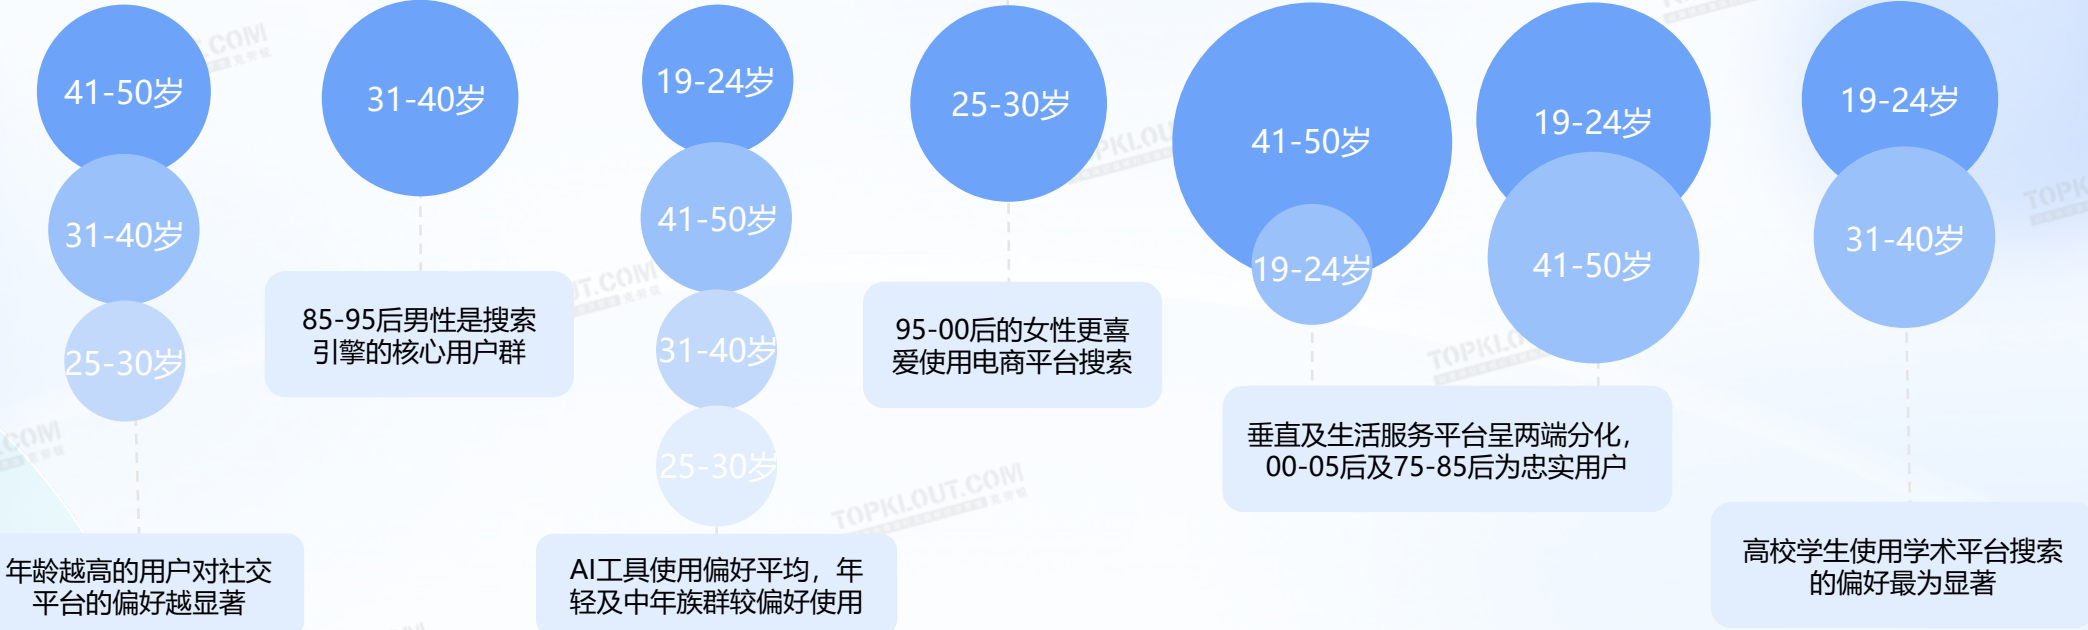 41-50岁
31-40岁
25-30岁
年龄越高的用户对社交
平台的偏好越显著
31-40岁
85-95后男性是搜索
引擎的核心用户群
19-24岁
41-50岁
31-40岁
25-30岁
AI工具使用偏好平均，年
轻及中年族群较偏好使用
25-30岁
95-00后的女性更喜
爱使用电商平台搜索
41-50岁
19-24岁
19-24岁
41-50岁
垂直及生活服务平台呈两端分化，
00-05后及75-85后为忠实用户
19-24岁
31-40岁
高校学生使用学术平台搜索
的偏好最为显著
TOPKLOUT.COM